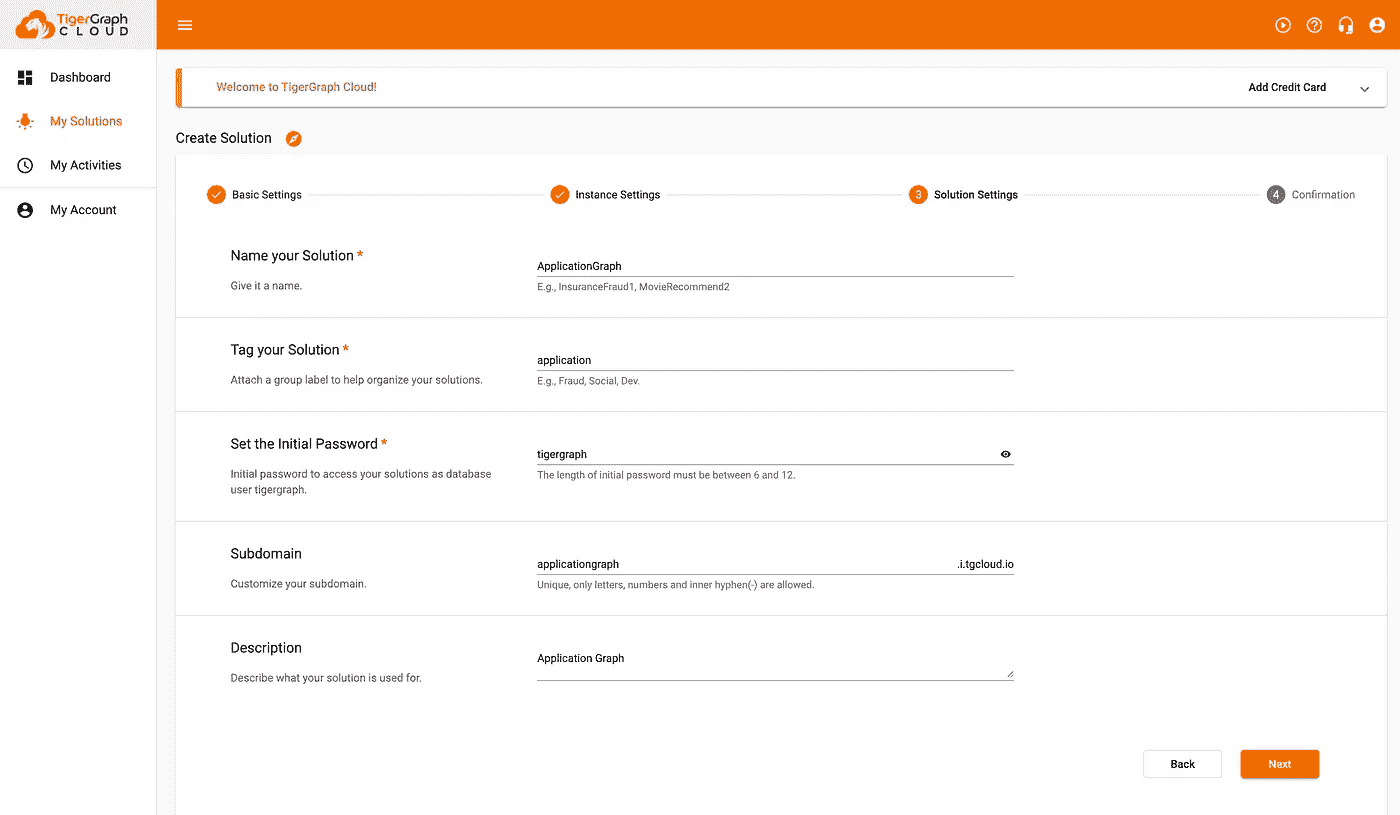 TigerGraph
CLOUD
Dashboard
My Solutions
My Activities
My Account
Welcome to TigerGraph Cloud!
Add Credit Card
Create Solution
Basic Settings
Instance Settings
3 Solution Settings
4 Confirmation
Name your Solution *
Give it a name.
ApplicationGraph
E.g., InsuranceFraud1, MovieRecommend2
Tag your Solution *
Attach a group label to help organize your solutions.
application
E.g., Fraud, Social, Dev.
Set the Initial Password *
Initial password to access your solutions as database
user tigergraph.
tigergraph
The length of initial password must be between 6 and 12.
Subdomain
Customize your subdomain.
applicationgraph .i.tgcloud.io
Unique, only letters, numbers and inner hyphen(-) are allowed.
Description
Describe what your solution is used for.
Application Graph
Back
Next